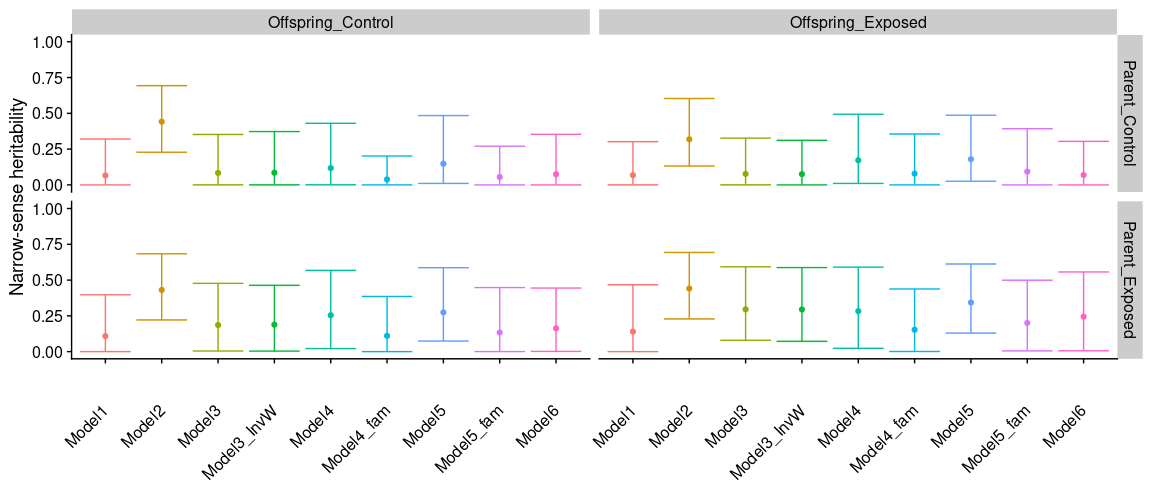 Offspring_Control
Offspring_Exposed
Narrow-sense heritability
1.00
0.75
0.50
0.25
0.00
Parent_Control
1.00
0.75
0.50
0.25
0.00
Parent_Exposed
Model1
Model2
Model3
Model3_InvW
Model4
Model4_fam
Model5
Model5_fam
Model6
Model1
Model2
Model3
Model3_InvW
Model4
Model4_fam
Model5
Model5_fam
Model6